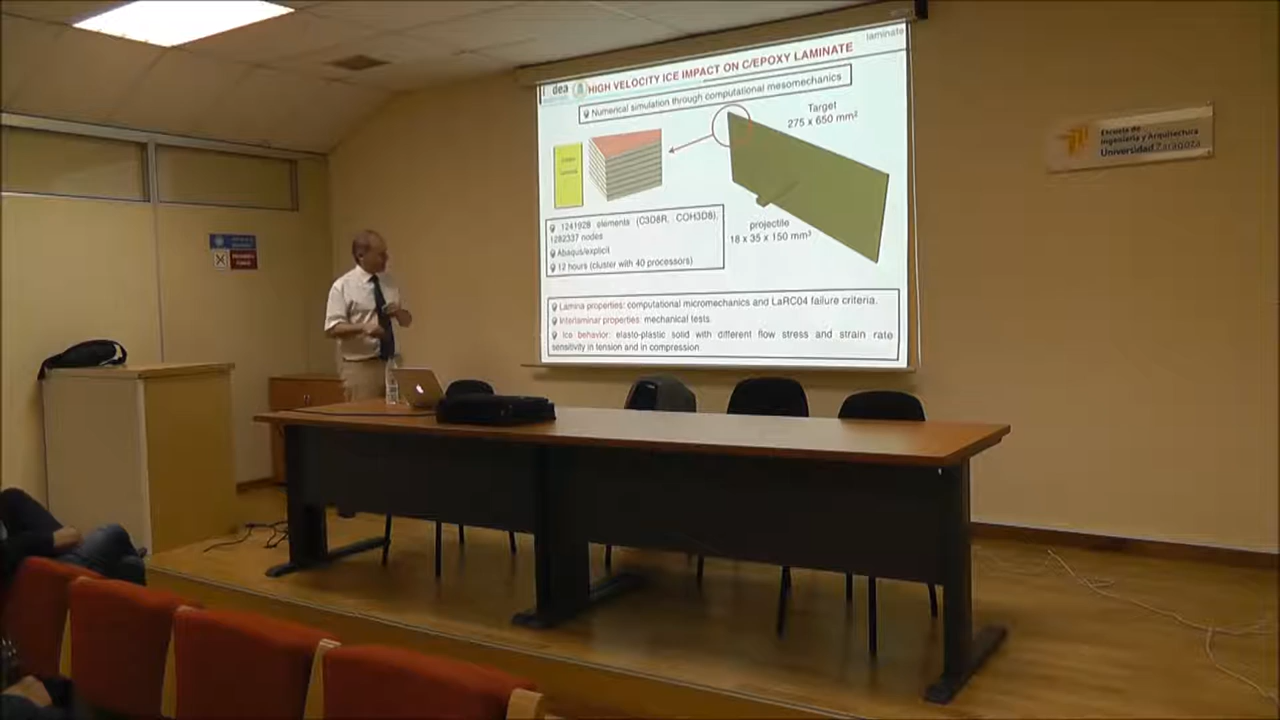 laminate
i dea
HIGH VELOCITY ICE IMPACT ON C/EPOXY LAMINATE
Numerical simulation through computational mesomechanics
Target
275 x 650 mm²
projectile
18 x 35 x 150 mm³
1241928 elements (C3D8R, COH3D8),
1282337 nodes
Abaqus/explicit
12 hours (cluster with 40 processors)
Lamina properties: computational micromechanics and LaRC04 failure criteria.
Interlaminar properties: mechanical tests.
Ice behavior: elasto-plastic solid with different flow stress and strain rate
sensitivity in tension and in compression.
Escuela de
Ingeniería y Arquitectura
Universidad Zaragoza